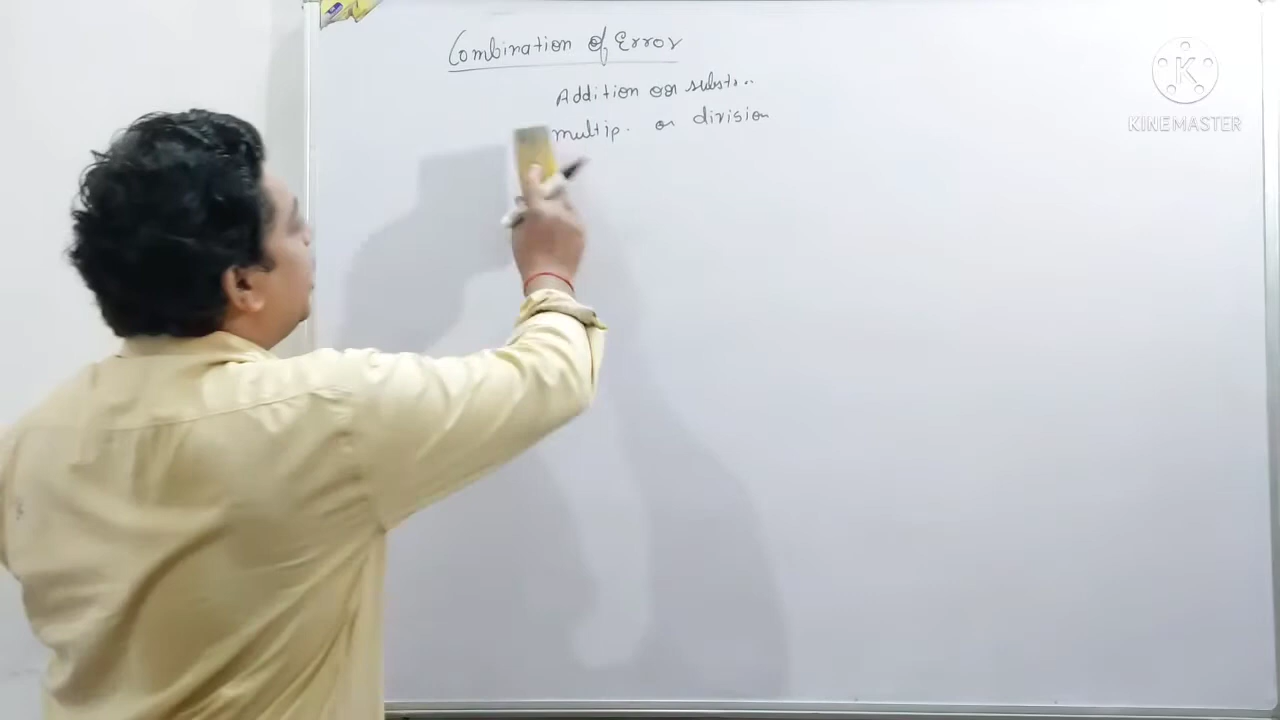 Combination of Error
Addition or substr..
multip. or division
K
KINEMASTER